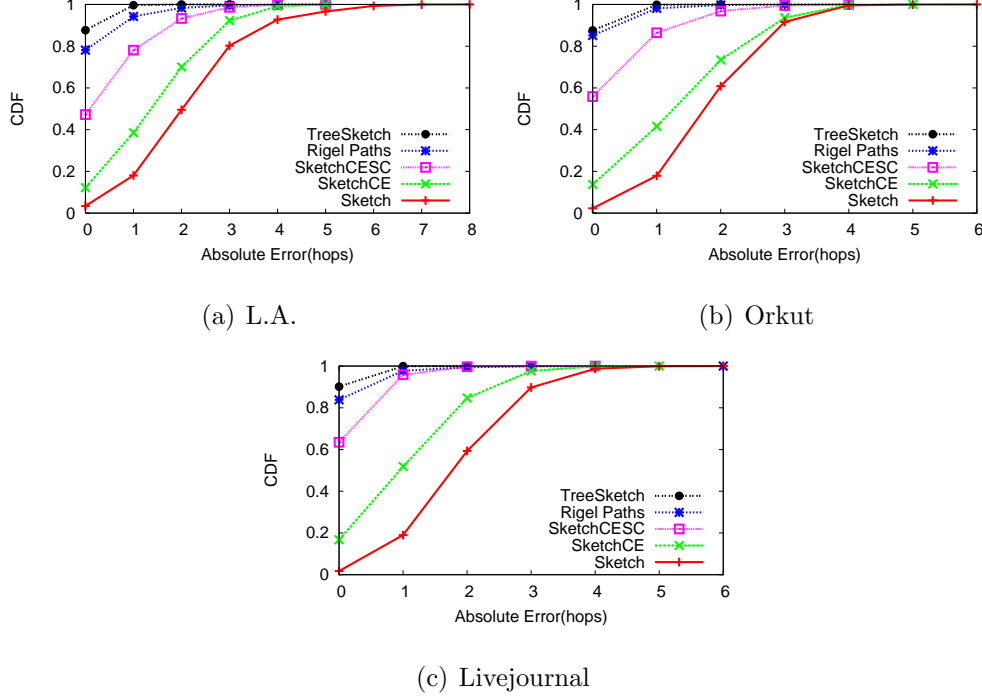 1
0.8
0.6
0.4
0.2
0
CDF
0 1 2 3 4 5 6 7 8
Absolute Error(hops)
TreeSketch
Rigel Paths
SketchCESC
SketchCE
Sketch
(a) L.A.
1
0.8
0.6
0.4
0.2
0
CDF
0 1 2 3 4 5 6
Absolute Error(hops)
TreeSketch
Rigel Paths
SketchCESC
SketchCE
Sketch
(b) Orkut
1
0.8
0.6
0.4
0.2
0
CDF
0 1 2 3 4 5 6
Absolute Error(hops)
TreeSketch
Rigel Paths
SketchCESC
SketchCE
Sketch
(c) Livejournal